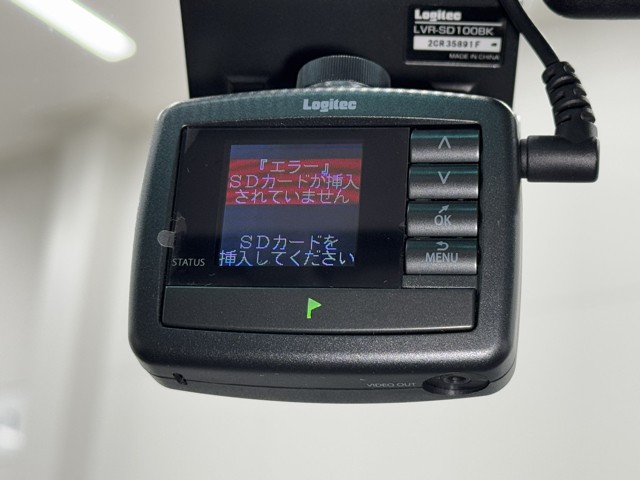 Logitec
LVR-SD100BK
2CR35891F
MADE IN CHINA
Logitec
『エラー』
SDカードが挿入
されていません
SDカードを
挿入してください
OK
MENU
STATUS
VIDEO OUT